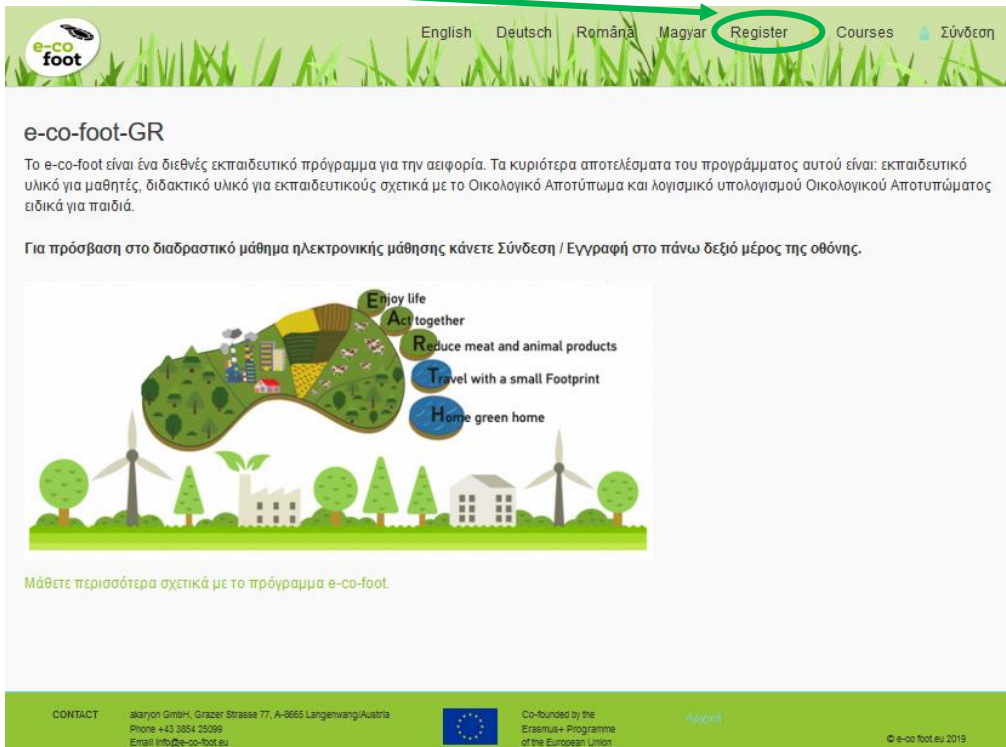 e-co
foot
English Deutsch Română Magyar Register Courses Σύνδεση
e-co-foot-GR
Το e-co-foot είναι ένα διεθνές εκπαιδευτικό πρόγραμμα για την αειφορία. Τα κυριότερα αποτελέσματα του προγράμματος αυτού είναι: εκπαιδευτικό
υλικό για μαθητές, διδακτικό υλικό για εκπαιδευτικούς σχετικά με το Οικολογικό Αποτύπωμα και λογισμικό υπολογισμού Οικολογικού Αποτυπώματος
ειδικά για παιδιά.
Για πρόσβαση στο διαδραστικό μάθημα ηλεκτρονικής μάθησης κάνετε Σύνδεση / Εγγραφή στο πάνω δεξιό μέρος της οθόνης.
Enjoy life
Act together
Reduce meat and animal products
Travel with a small Footprint
Home green home
Μάθετε περισσότερα σχετικά με το πρόγραμμα e-co-foot.
CONTACT akaryon GmbH, Grazer Strasse 77, A-8665 Langenwang/Austria
Phone +43 3854 25099
Email info@e-co-foot.eu
Co-founded by the
Erasmus+ Programme
of the European Union
Αρχική
© e-co foot.eu 2019